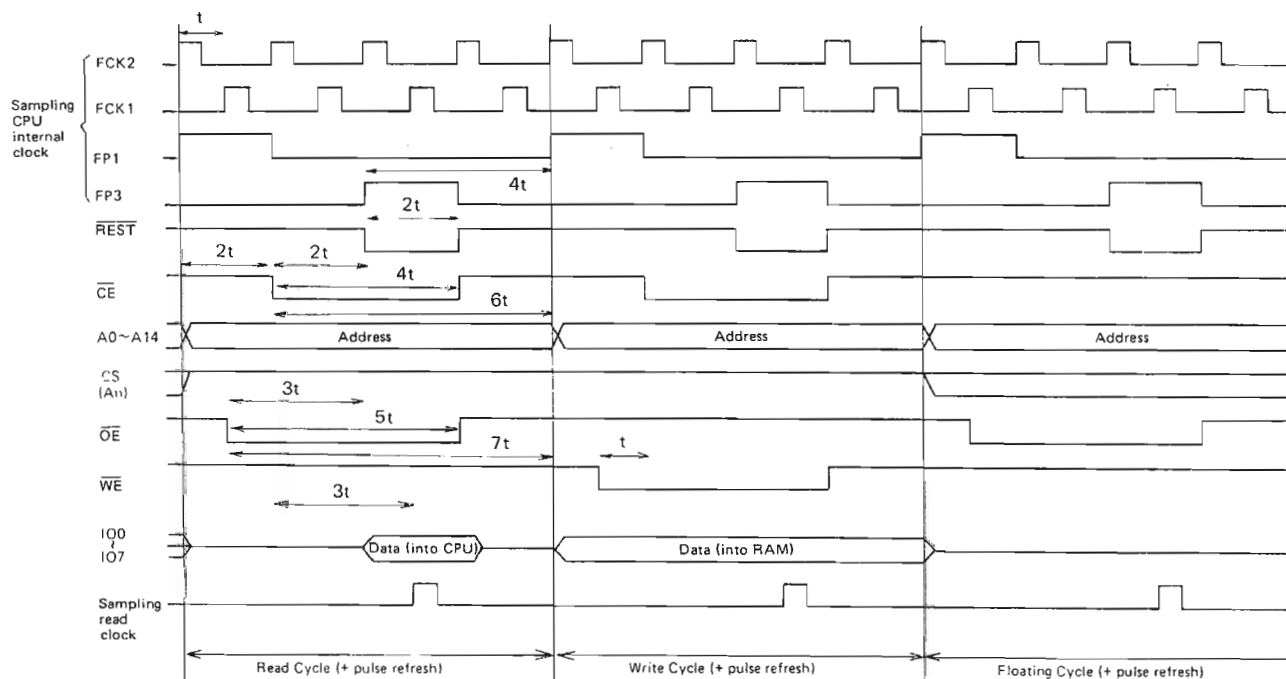 t
FCK2
Sampling
CPU
internal
clock
FCK1
FP1
4t
FP3
2t
REST
2t
2t
4t
CE
6t
A0~A14
Address
Address
Address
CS
(An)
3t
5t
OE
7t
t
WE
3t
IO0
~
IO7
Data (into CPU)
Data (into RAM)
Sampling
read
clock
Read Cycle (+ pulse refresh)
Write Cycle (+ pulse refresh)
Floating Cycle (+ pulse refresh)